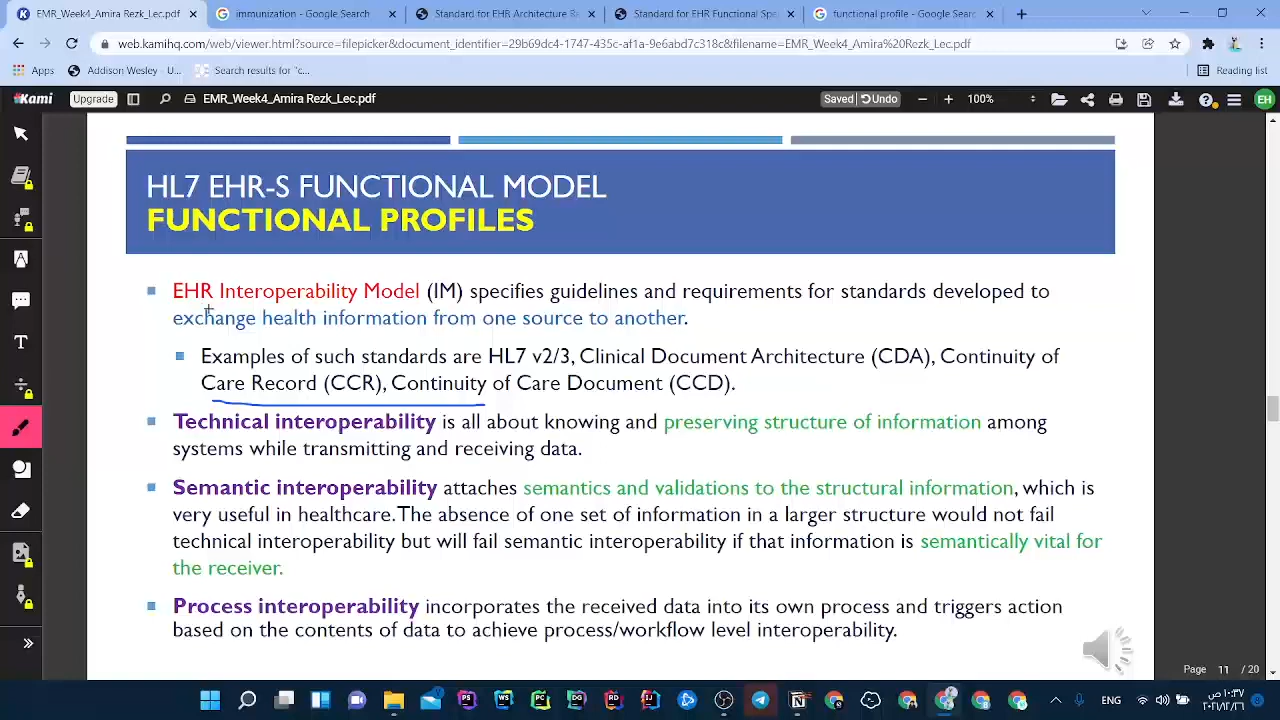 EMR_Week4_Amira Rezk_Lec.pdf
immunization - Google Search
Standard for EHR Architecture Re
Standard for EHR Functional Spe
functional profile - Google Searc
web.kamihq.com/web/viewer.html?source=filepicker&document_identifier=29b69dc4-1747-435c-af1a-9e6abd7c318c&filename=EMR_Week4_Amira%20Rezk_Lec.pdf
Apps
Addison Wesley - U...
Search results for "c...
Reading list
Kami
Upgrade
EMR_Week4_Amira Rezk_Lec.pdf
Saved
Undo
100%
EH
HL7 EHR-S FUNCTIONAL MODEL
FUNCTIONAL PROFILES
EHR Interoperability Model (IM) specifies guidelines and requirements for standards developed to
exchange health information from one source to another.
Examples of such standards are HL7 v2/3, Clinical Document Architecture (CDA), Continuity of
Care Record (CCR), Continuity of Care Document (CCD).
Technical interoperability is all about knowing and preserving structure of information among
systems while transmitting and receiving data.
Semantic interoperability attaches semantics and validations to the structural information, which is
very useful in healthcare. The absence of one set of information in a larger structure would not fail
technical interoperability but will fail semantic interoperability if that information is semantically vital for
the receiver.
Process interoperability incorporates the received data into its own process and triggers action
based on the contents of data to achieve process/workflow level interoperability.
Page 11 / 20
ENG